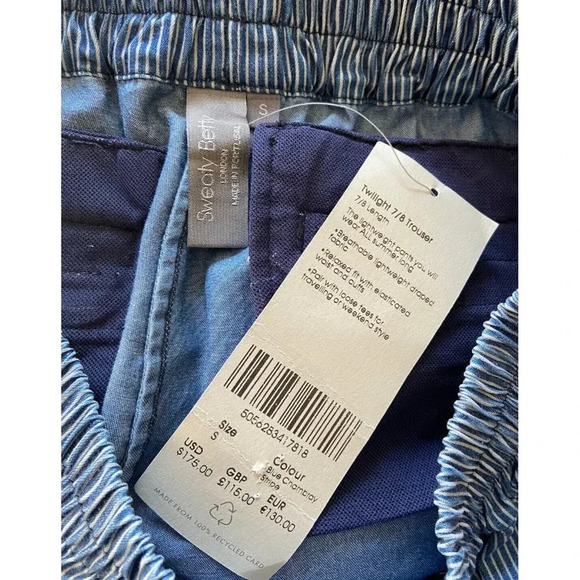 S
Sweaty Betty
LONDON
MADE IN PORTUGAL
Twilight 7/8 Trouser
7/8 Length
The lightweight pants you will
wear ALL summer long
•Breathable lightweight draped
fabric
•Relaxed fit with elasticated
waist and cuffs
•Pair with loose tees for
travelling or weekend style
5056283417818
Size
S
Colour
Blue Chambray
Stripe
USD
$175.00
GBP
£115.00
EUR
€130.00
MADE FROM 100% RECYCLED CARD